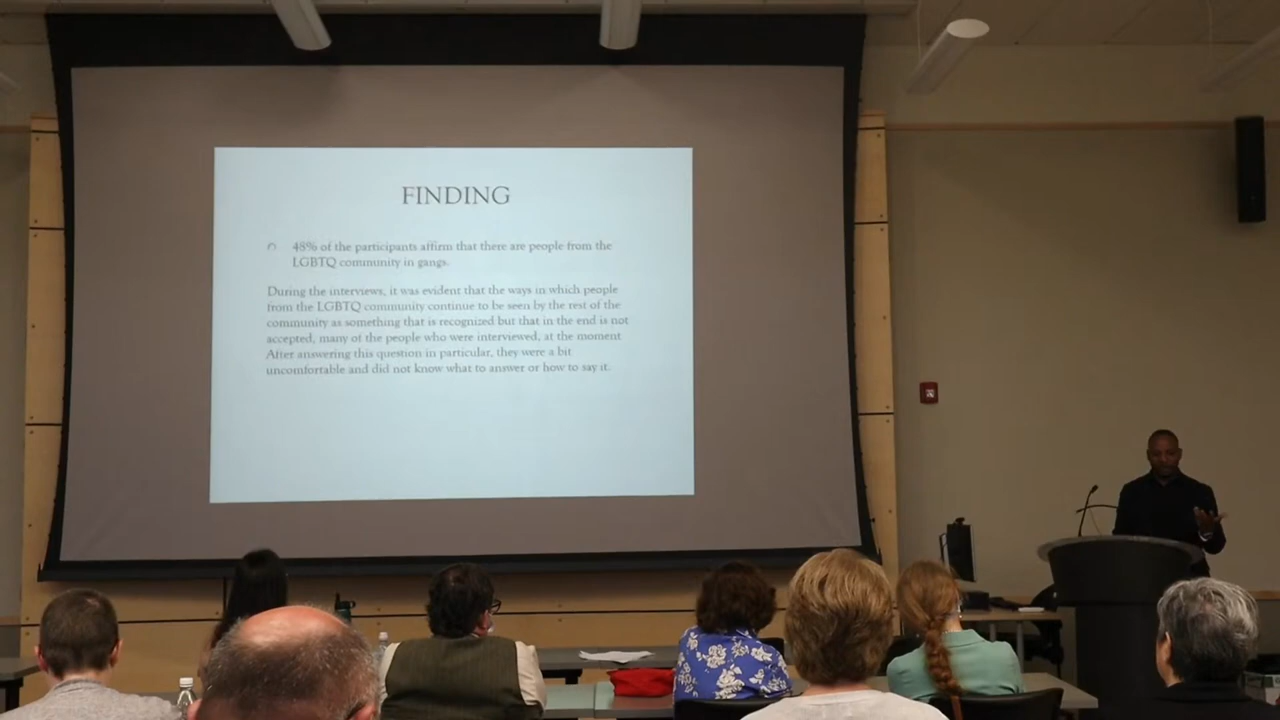 FINDING
48% of the participants affirm that there are people from the
LGBTQ community in gangs.
During the interviews, it was evident that the ways in which people
from the LGBTQ community continue to be seen by the rest of the
community as something that is recognized but that in the end is not
accepted, many of the people who were interviewed, at the moment
After answering this question in particular, they were a bit
uncomfortable and did not know what to answer or how to say it.